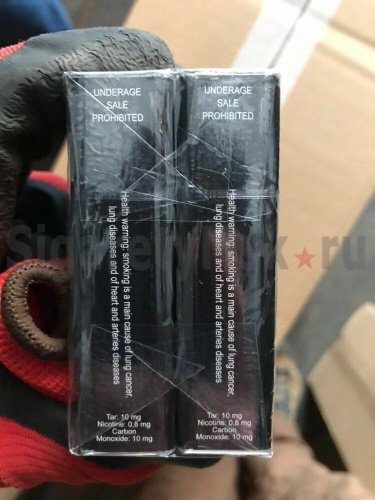 UNDERAGE
SALE
PROHIBITED
Health warning, smoking is a main cause of lung cancer,
lung diseases and of heart and arteries diseases
Tar: 10 mg
Nicotine: 0,8 mg
Carbon
Monoxide: 10 mg
UNDERAGE
SALE
PROHIBITED
Health warning, smoking is a main cause of lung cancer,
lung diseases and of heart and arteries diseases
Tar: 10 mg
Nicotine: 0,8 mg
Carbon
Monoxide: 10 mg